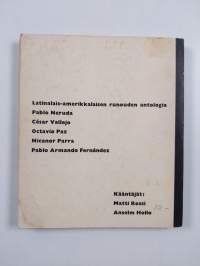 Latinalais-amerikkalaisen runouden antologia
Pablo Neruda
César Vallejo
Octavio Paz
Nicanor Parra
Pablo Armando Fernández
Kääntäjät:
Matti Rossi
Anselm Hollo